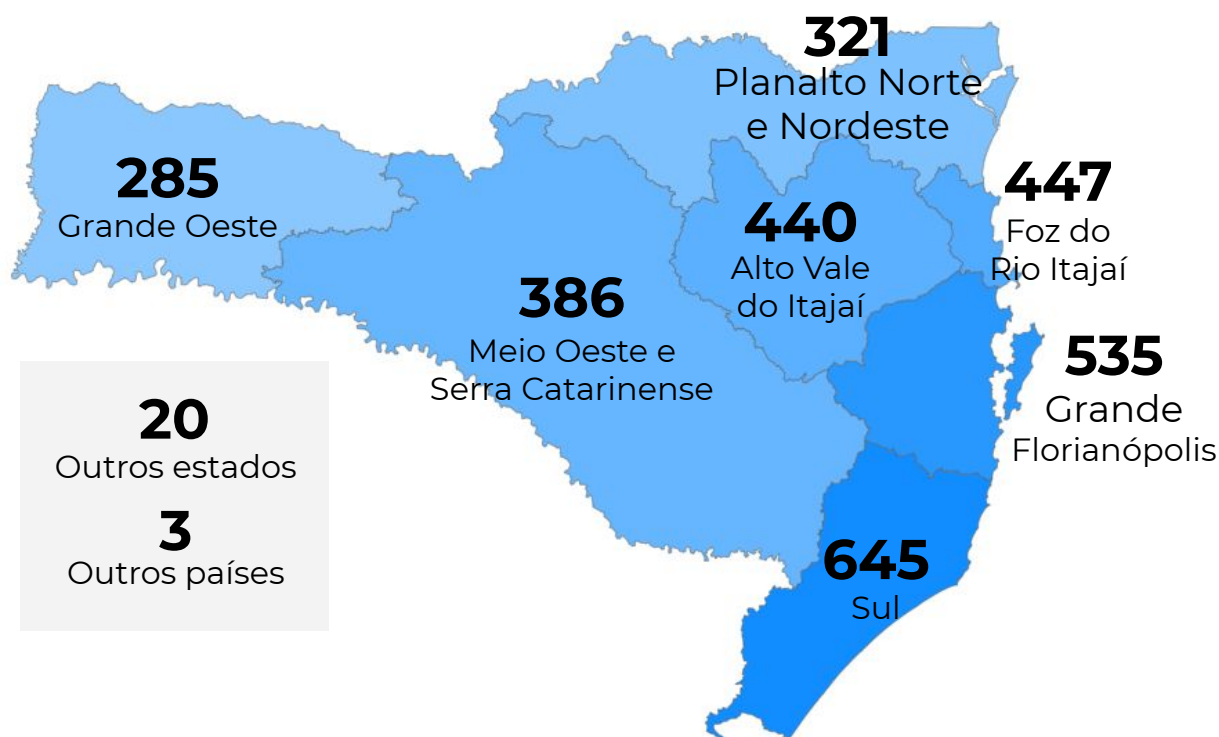 321
Planalto Norte
e Nordeste
285
Grande Oeste
447
Foz do
Rio Itajaí
440
Alto Vale
do Itajaí
386
Meio Oeste e
Serra Catarinense
535
Grande
Florianópolis
20
Outros estados
3
Outros países
645
Sul